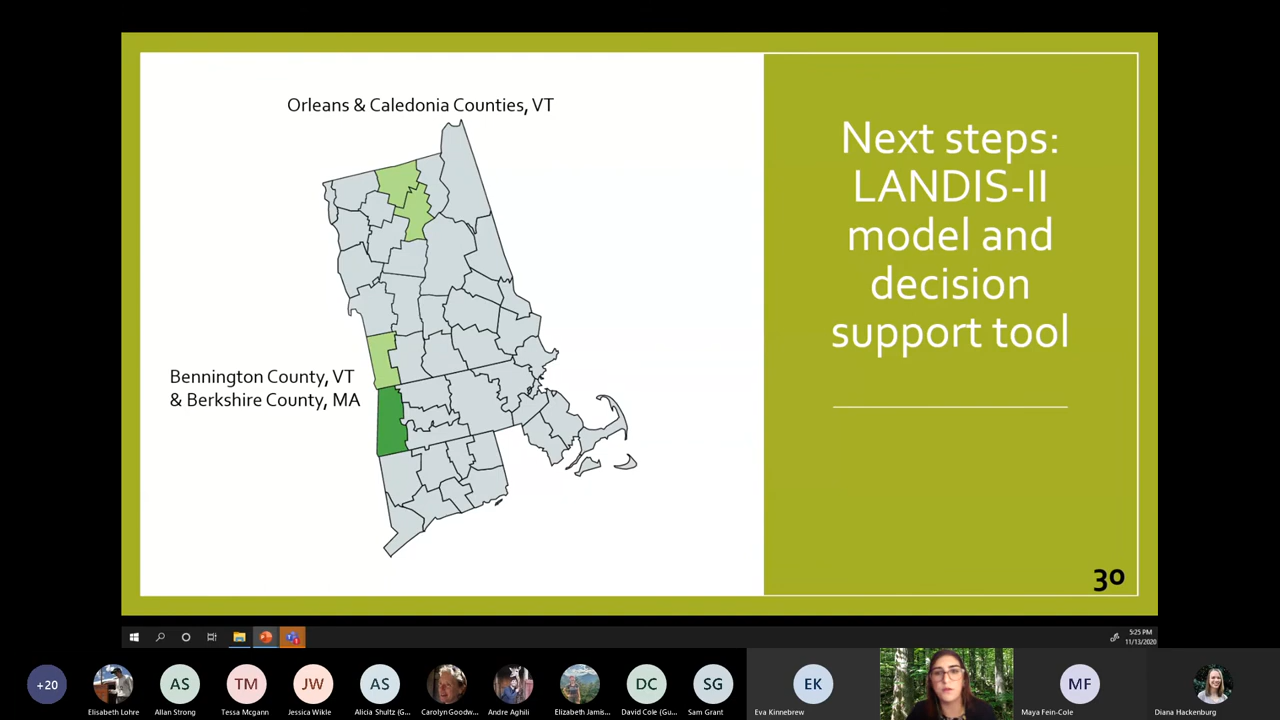 Orleans & Caledonia Counties, VT
Bennington County, VT
& Berkshire County, MA
Next steps:
LANDIS-II
model and
decision
support tool
30
5:25 PM
11/13/2020
+20
AS
TM
JW
AS
DC
SG
EK
MF
Elisabeth Lohre
Allan Strong
Tessa Mcgann
Jessica Wikle
Alicia Shultz (G...
Carolyn Goodw...
Andre Aghili
Elizabeth Jamis...
David Cole (Gu...
Sam Grant
Eva Kinnebrew
Maya Fein-Cole
Diana Hackenburg